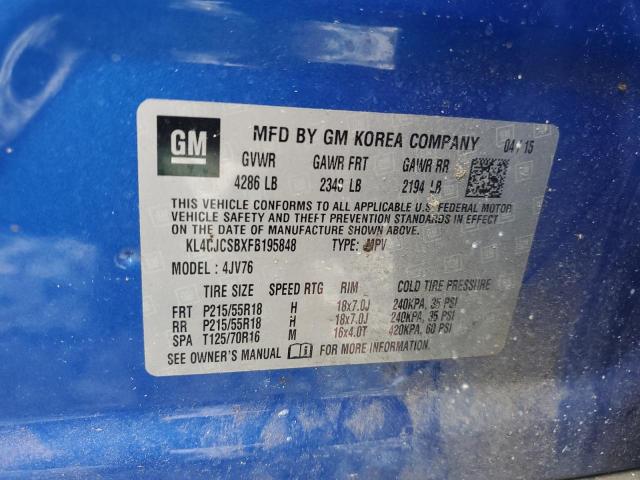 GM MFD BY GM KOREA COMPANY 04/15
GVWR GAWR FRT GAWR RR
4286 LB 2349 LB 2194 LB
THIS VEHICLE CONFORMS TO ALL APPLICABLE U.S. FEDERAL MOTOR
VEHICLE SAFETY AND THEFT PREVENTION STANDARDS IN EFFECT
ON THE DATE OF MANUFACTURE SHOWN ABOVE.
KL4CJCSBXFB195848 TYPE: MPV
MODEL : 4JV76
TIRE SIZE SPEED RTG RIM COLD TIRE PRESSURE
FRT P215/55R18 H 18x7.0J 240KPA, 35 PSI
RR P215/55R18 H 18x7.0J 240KPA, 35 PSI
SPA T125/70R16 M 16x4.0T 420KPA, 60 PSI
SEE OWNER'S MANUAL FOR MORE INFORMATION.